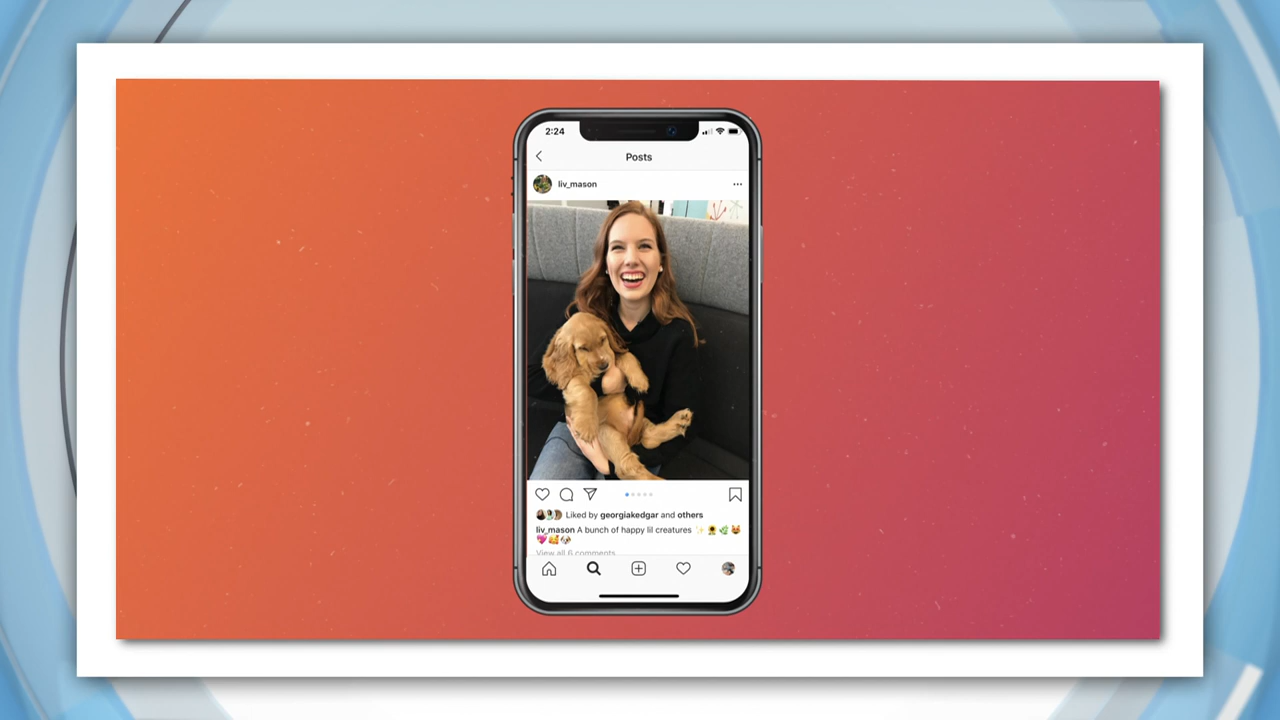 2:24
Posts
liv_mason
Liked by georgiakedgar and others
liv_mason A bunch of happy lil creatures ✨ 🌻 🌿 😻
💖 🥰 🐶
View all 6 comments